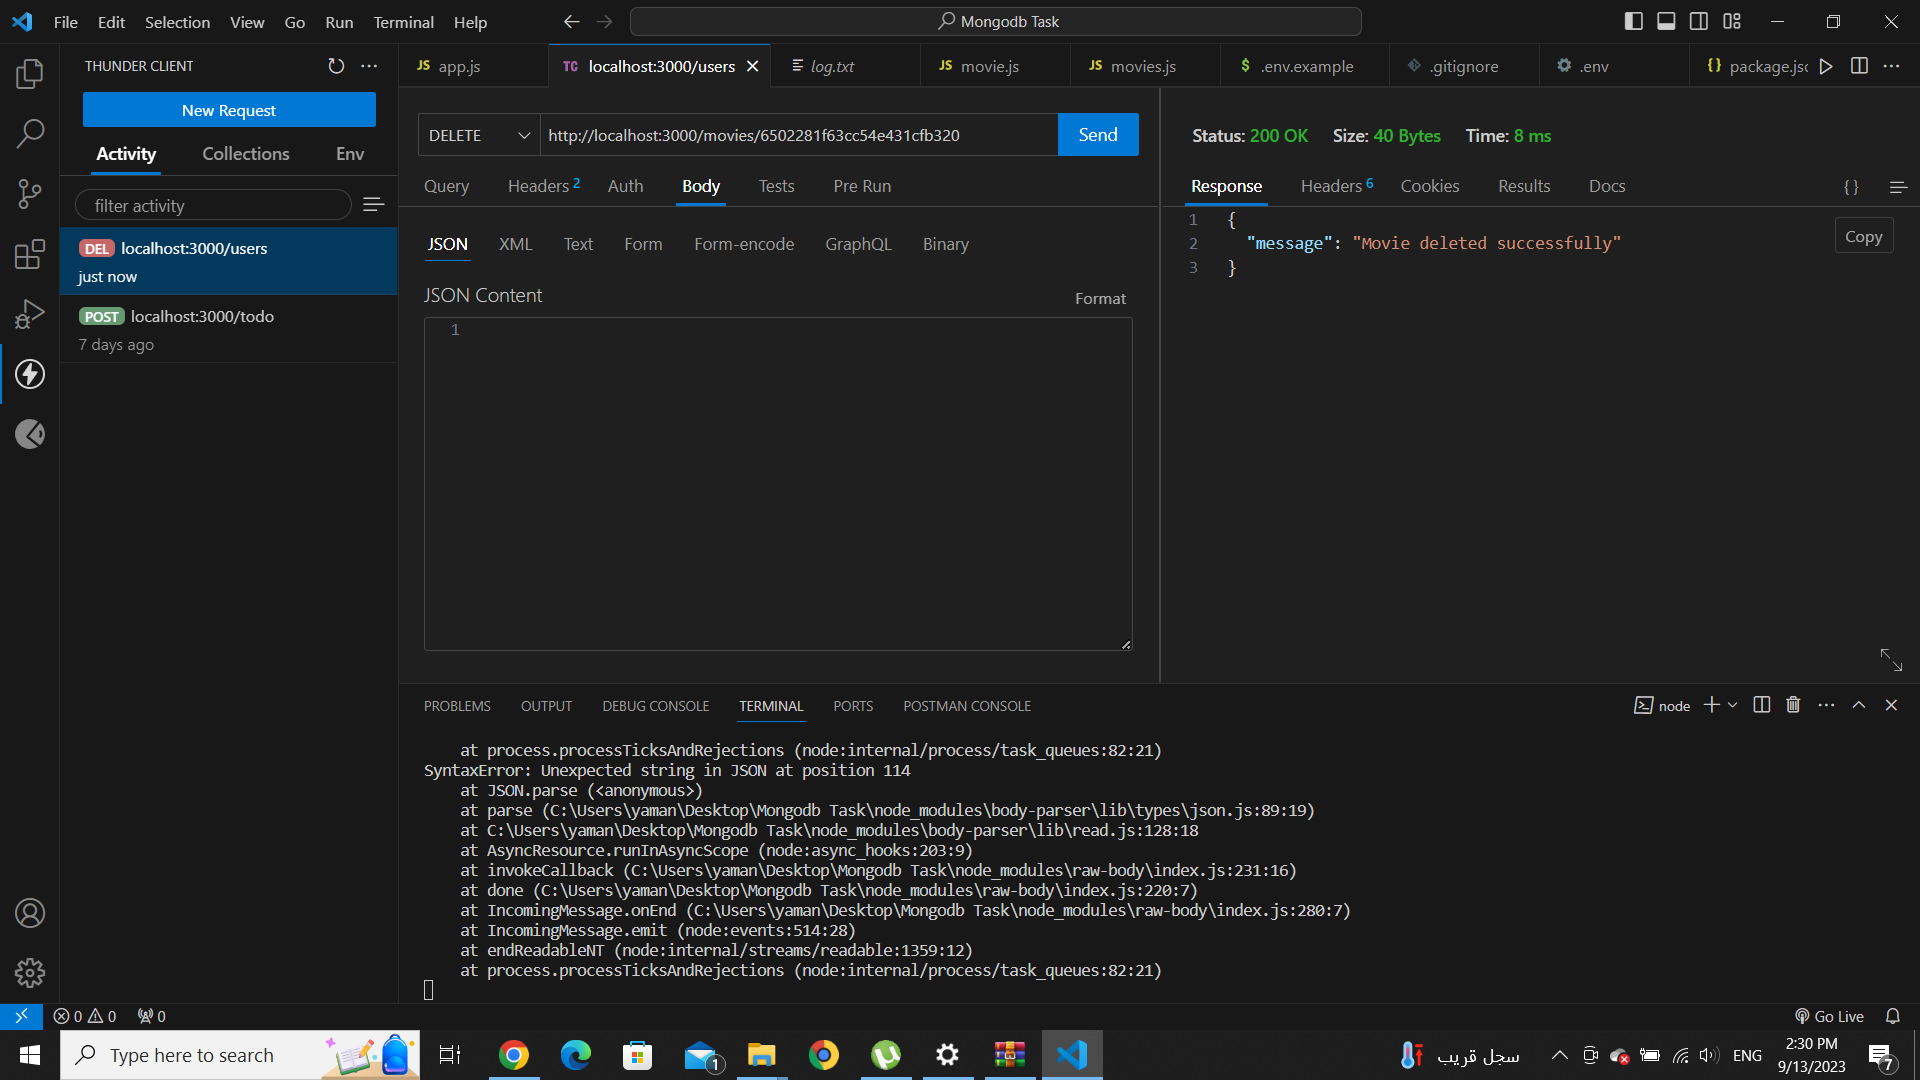 File Edit Selection View Go Run Terminal Help
Mongodb Task
THUNDER CLIENT
New Request
Activity Collections Env
filter activity
DEL localhost:3000/users
just now
POST localhost:3000/todo
7 days ago
JS app.js
TC localhost:3000/users
log.txt
JS movie.js
JS movies.js
$ .env.example
.gitignore
.env
{} package.jsc
DELETE http://localhost:3000/movies/6502281f63cc54e431cfb320 Send
Query Headers 2 Auth Body Tests Pre Run
JSON XML Text Form Form-encode GraphQL Binary
JSON Content
Format
1
Status: 200 OK Size: 40 Bytes Time: 8 ms
Response Headers 6 Cookies Results Docs {}
1 {
2 "message": "Movie deleted successfully"
3 }
Copy
PROBLEMS OUTPUT DEBUG CONSOLE TERMINAL PORTS POSTMAN CONSOLE
node
at process.processTicksAndRejections (node:internal/process/task_queues:82:21)
SyntaxError: Unexpected string in JSON at position 114
at JSON.parse (<anonymous>)
at parse (C:\Users\yaman\Desktop\Mongodb Task\node_modules\body-parser\lib\types\json.js:89:19)
at C:\Users\yaman\Desktop\Mongodb Task\node_modules\body-parser\lib\read.js:128:18
at AsyncResource.runInAsyncScope (node:async_hooks:203:9)
at invokeCallback (C:\Users\yaman\Desktop\Mongodb Task\node_modules\raw-body\index.js:231:16)
at done (C:\Users\yaman\Desktop\Mongodb Task\node_modules\raw-body\index.js:220:7)
at IncomingMessage.onEnd (C:\Users\yaman\Desktop\Mongodb Task\node_modules\raw-body\index.js:280:7)
at IncomingMessage.emit (node:events:514:28)
at endReadableNT (node:internal/streams/readable:1359:12)
at process.processTicksAndRejections (node:internal/process/task_queues:82:21)
0 0 0
Go Live
Type here to search
1
سجل قريب
ENG
2:30 PM
9/13/2023
7